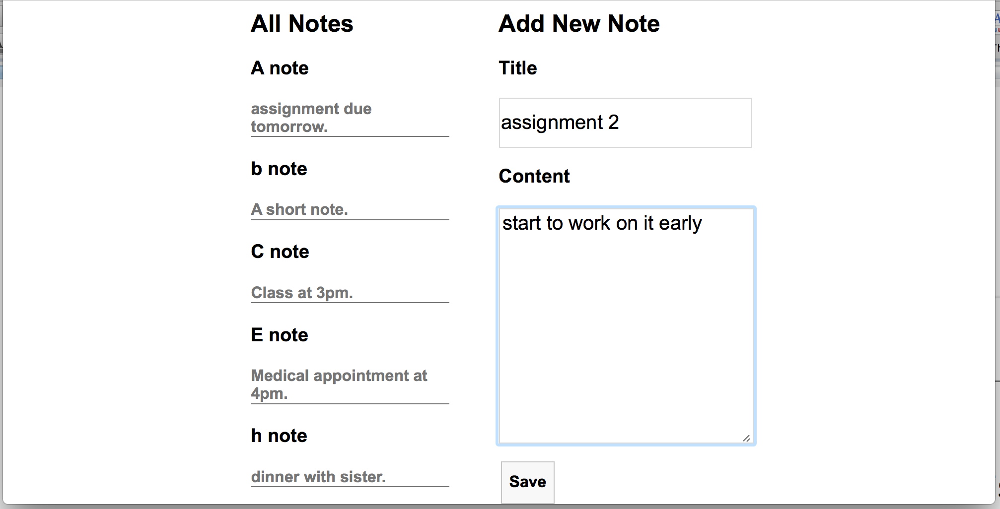 All Notes
A note
assignment due
tomorrow.
b note
A short note.
C note
Class at 3pm.
E note
Medical appointment at
4pm.
h note
dinner with sister.
Add New Note
Title
assignment 2
Content
start to work on it early
Save